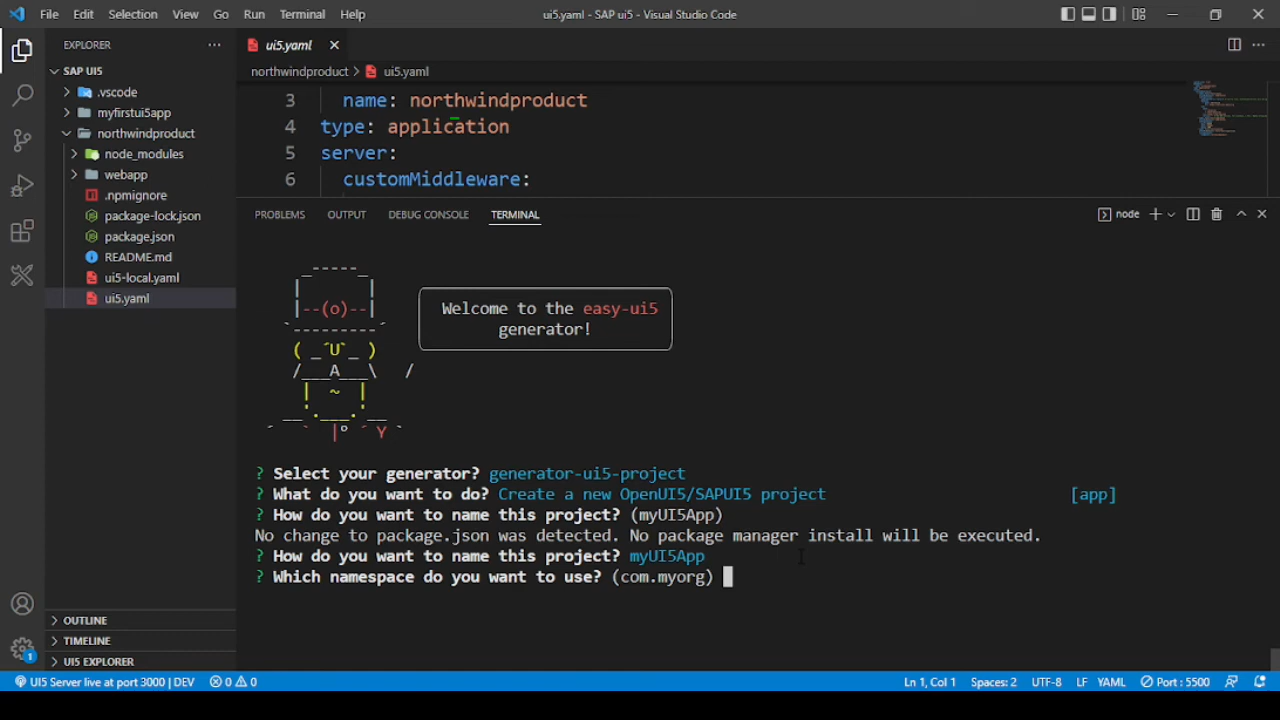 File Edit Selection View Go Run Terminal Help
ui5.yaml - SAP ui5 - Visual Studio Code
EXPLORER
SAP UI5
.vscode
myfirstui5app
northwindproduct
node_modules
webapp
.npmignore
package-lock.json
package.json
README.md
ui5-local.yaml
ui5.yaml
OUTLINE
TIMELINE
UI5 EXPLORER
ui5.yaml
northwindproduct > ui5.yaml
3 name: northwindproduct
4 type: application
5 server:
6 customMiddleware:
PROBLEMS OUTPUT DEBUG CONSOLE TERMINAL
node
Welcome to the easy-ui5
generator!
? Select your generator? generator-ui5-project
? What do you want to do? Create a new OpenUI5/SAPUI5 project [app]
? How do you want to name this project? (myUI5App)
No change to package.json was detected. No package manager install will be executed.
? How do you want to name this project? myUI5App
? Which namespace do you want to use? (com.myorg)
1
UI5 Server live at port 3000 | DEV 0 0 Ln 1, Col 1 Spaces: 2 UTF-8 LF YAML Port : 5500